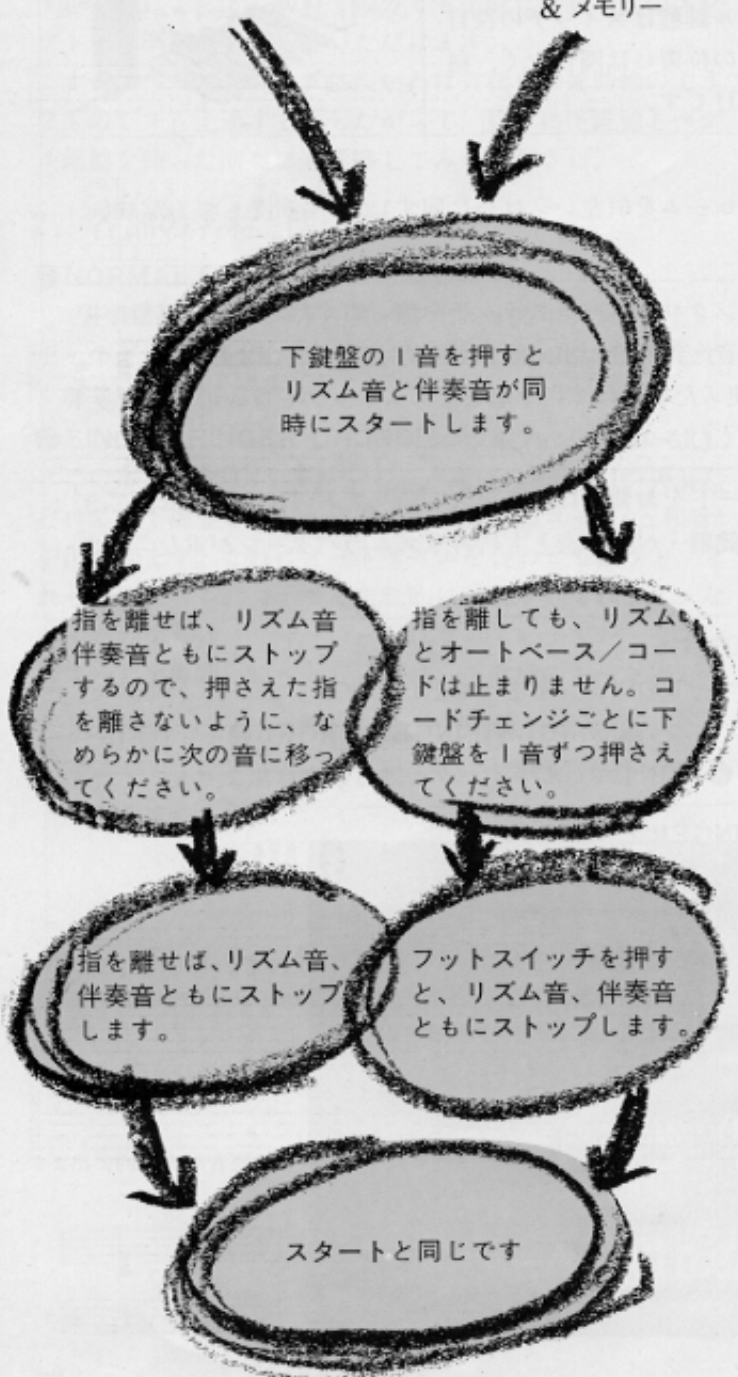 & メモリー
下鍵盤の1音を押すと
リズム音と伴奏音が同
時にスタートします。
指を離せば、リズム音
伴奏音ともにストップ
するので、押さえた指
を離さないように、な
めらかに次の音に移っ
てください。
指を離しても、リズム
とオートベース／コー
ドは止まりません。コ
ードチェンジごとに下
鍵盤を1音ずつ押さえ
てください。
指を離せば、リズム音、
伴奏音ともにストップ
します。
フットスイッチを押す
と、リズム音、伴奏音
ともにストップします。
スタートと同じです